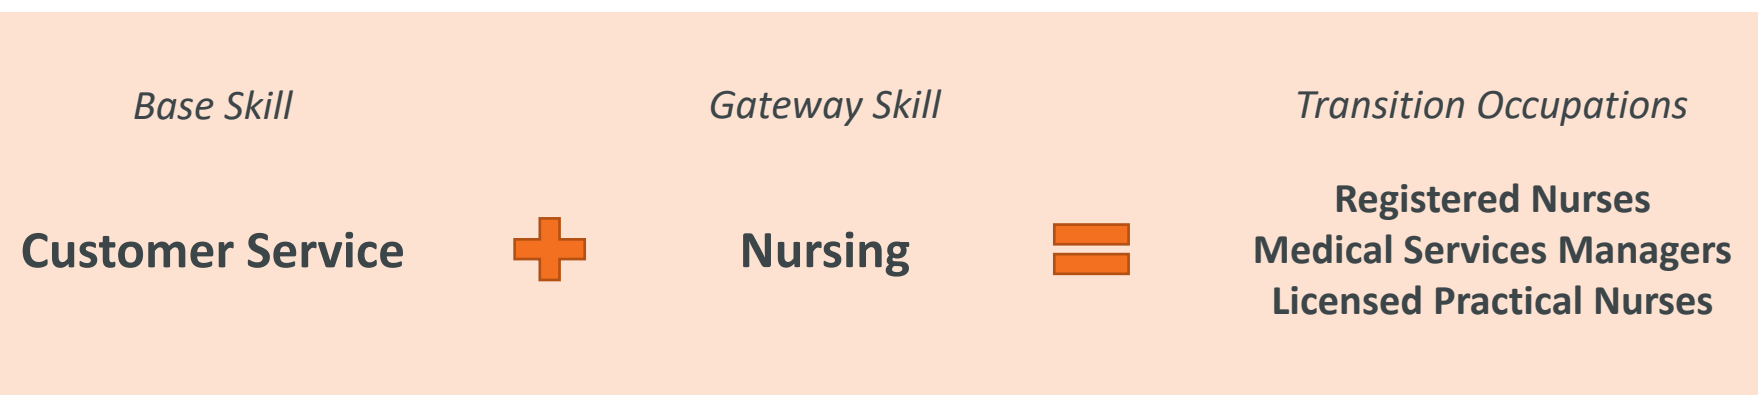 Base Skill
Gateway Skill
Transition Occupations
Customer Service
Nursing
Registered Nurses
Medical Services Managers
Licensed Practical Nurses